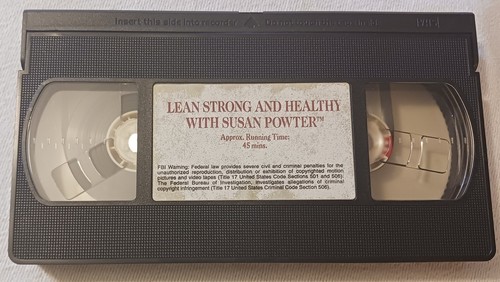 Insert this side into recorder
VHS
LEAN STRONG AND HEALTHY
WITH SUSAN POWTER™
Approx. Running Time:
45 mins.
FBI Warning: Federal law provides severe civil and criminal penalties for the
unauthorized reproduction, distribution or exhibition of copyrighted motion
pictures and video tapes (Title 17 United States Code Sections 501 and 506).
The Federal Bureau of Investigation, investigates allegations of criminal
copyright infringement (Title 17 United States Criminal Code Section 506).